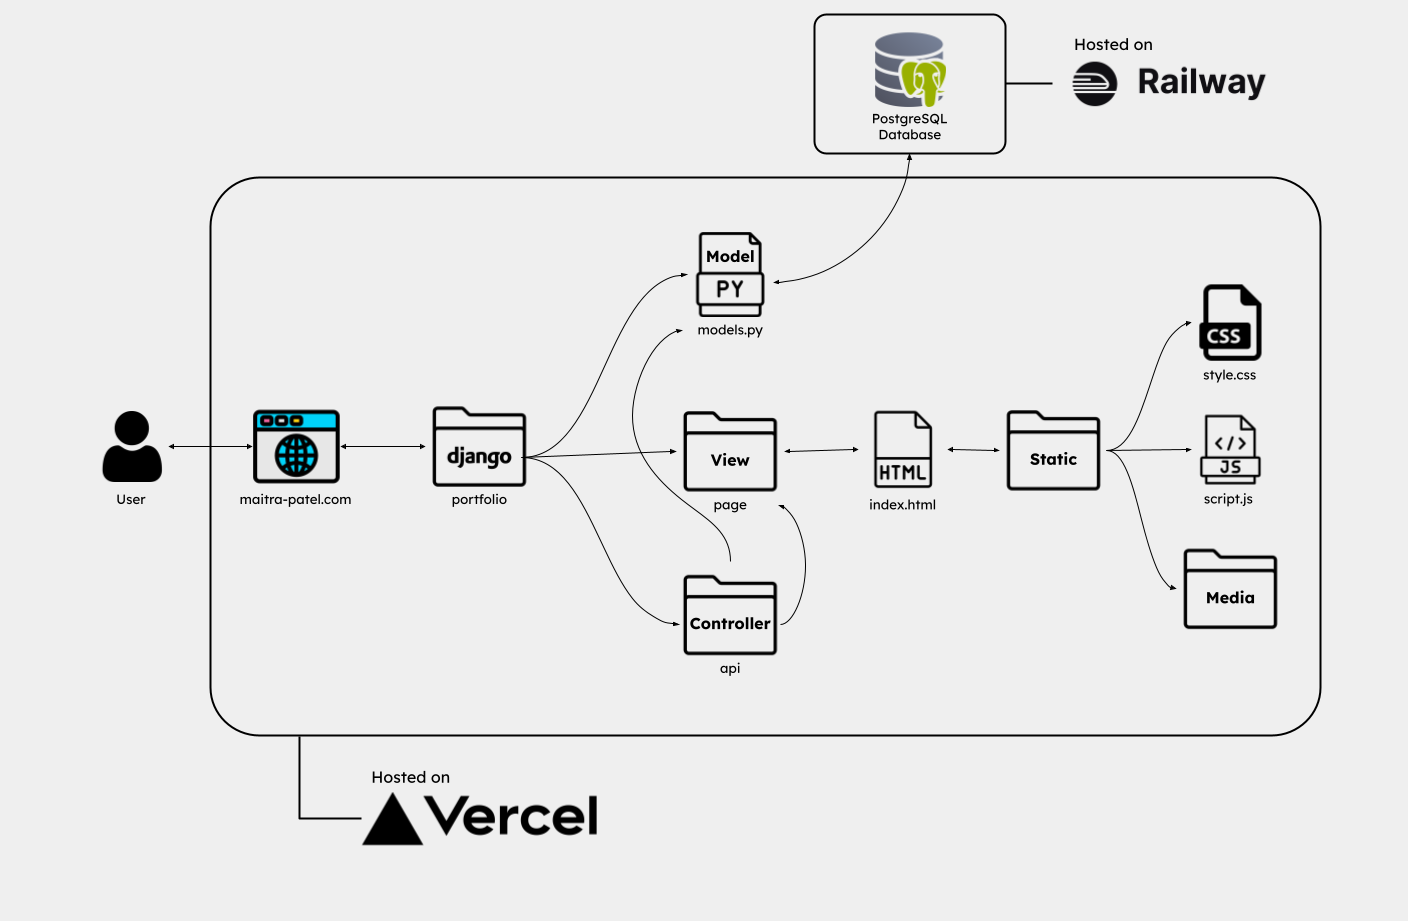 Hosted on
Railway
PostgreSQL
Database
Model
PY
models.py
CSS
style.css
User
maitra-patel.com
django
portfolio
View
page
HTML
index.html
Static
</>
JS
script.js
Controller
api
Media
Hosted on
Vercel